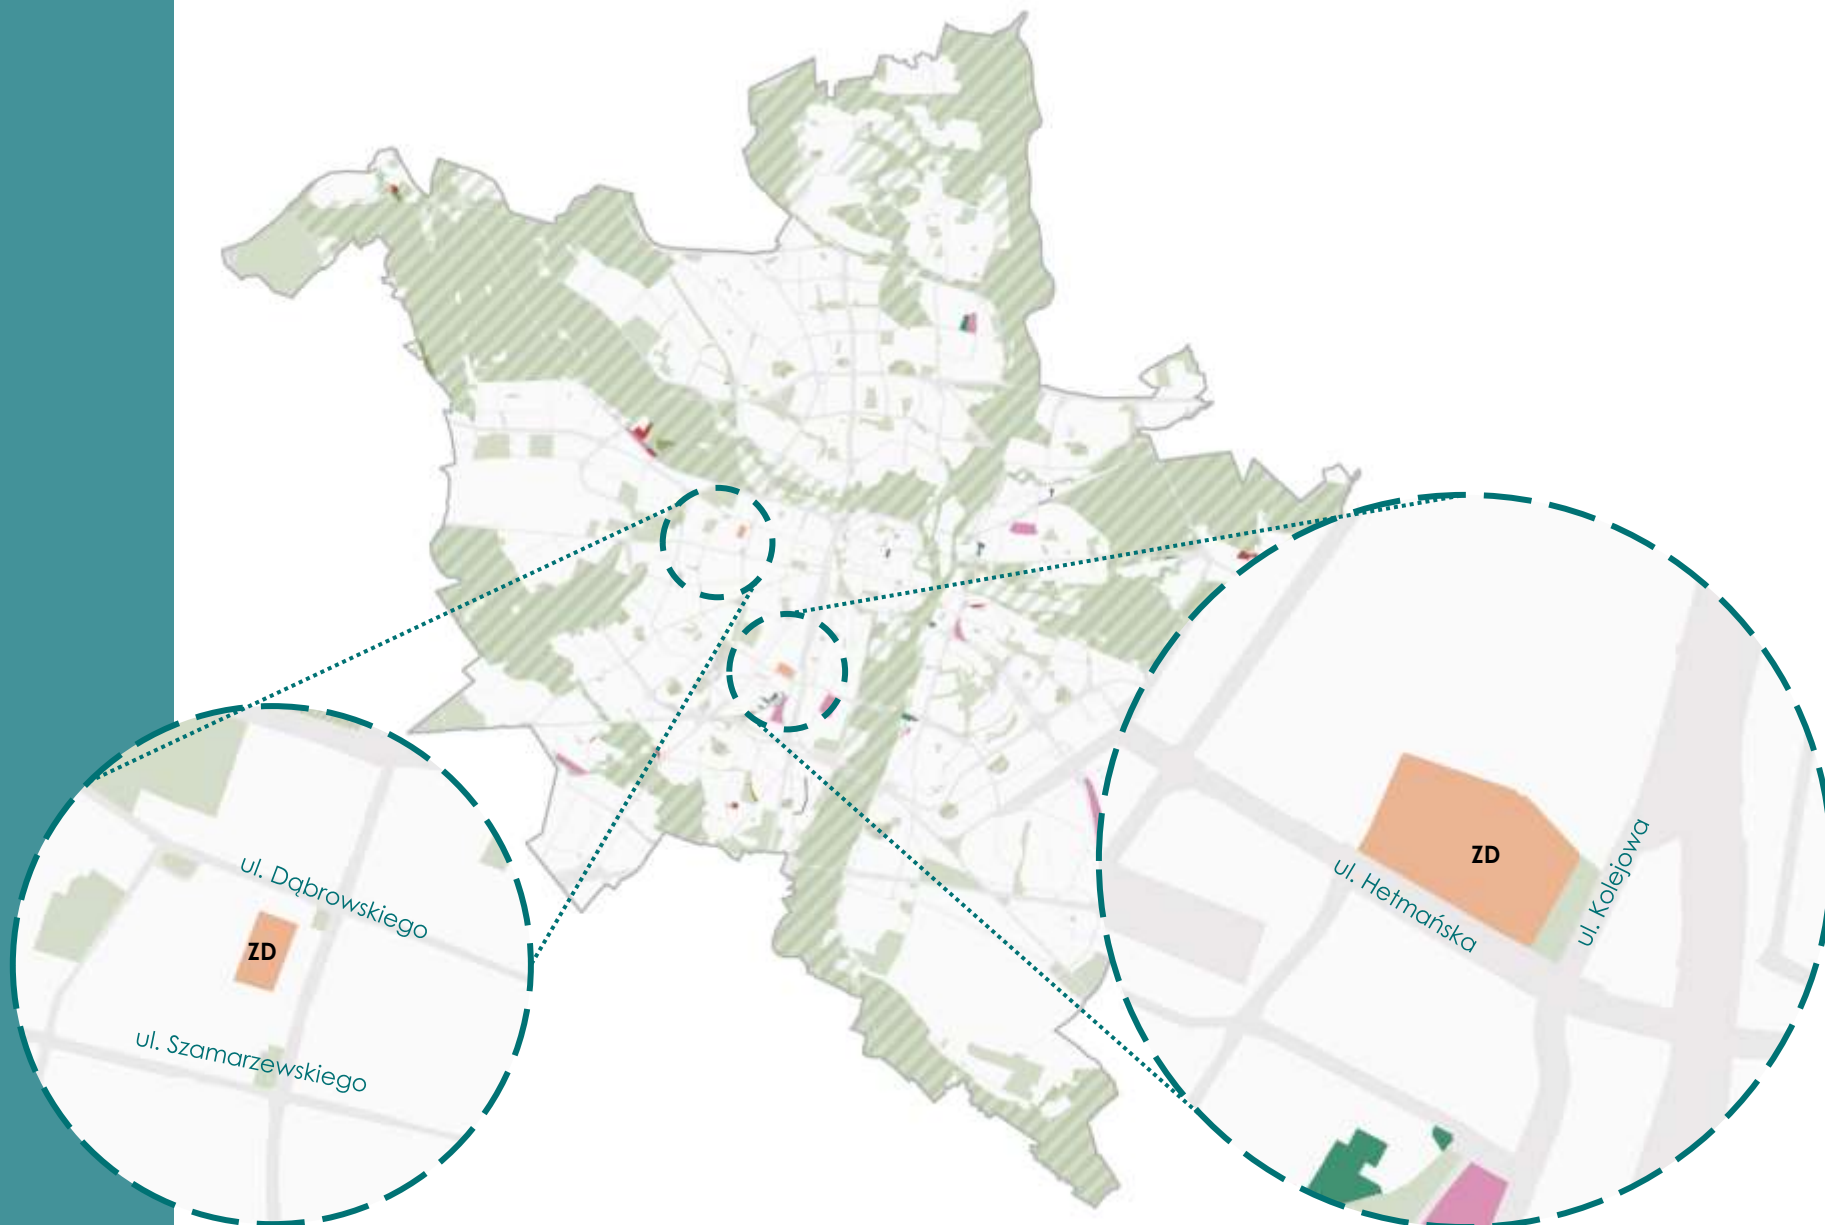 ul. Dąbrowskiego
ZD
ul. Szamarzewskiego
ZD
ul. Hetmańska
ul. Kolejowa